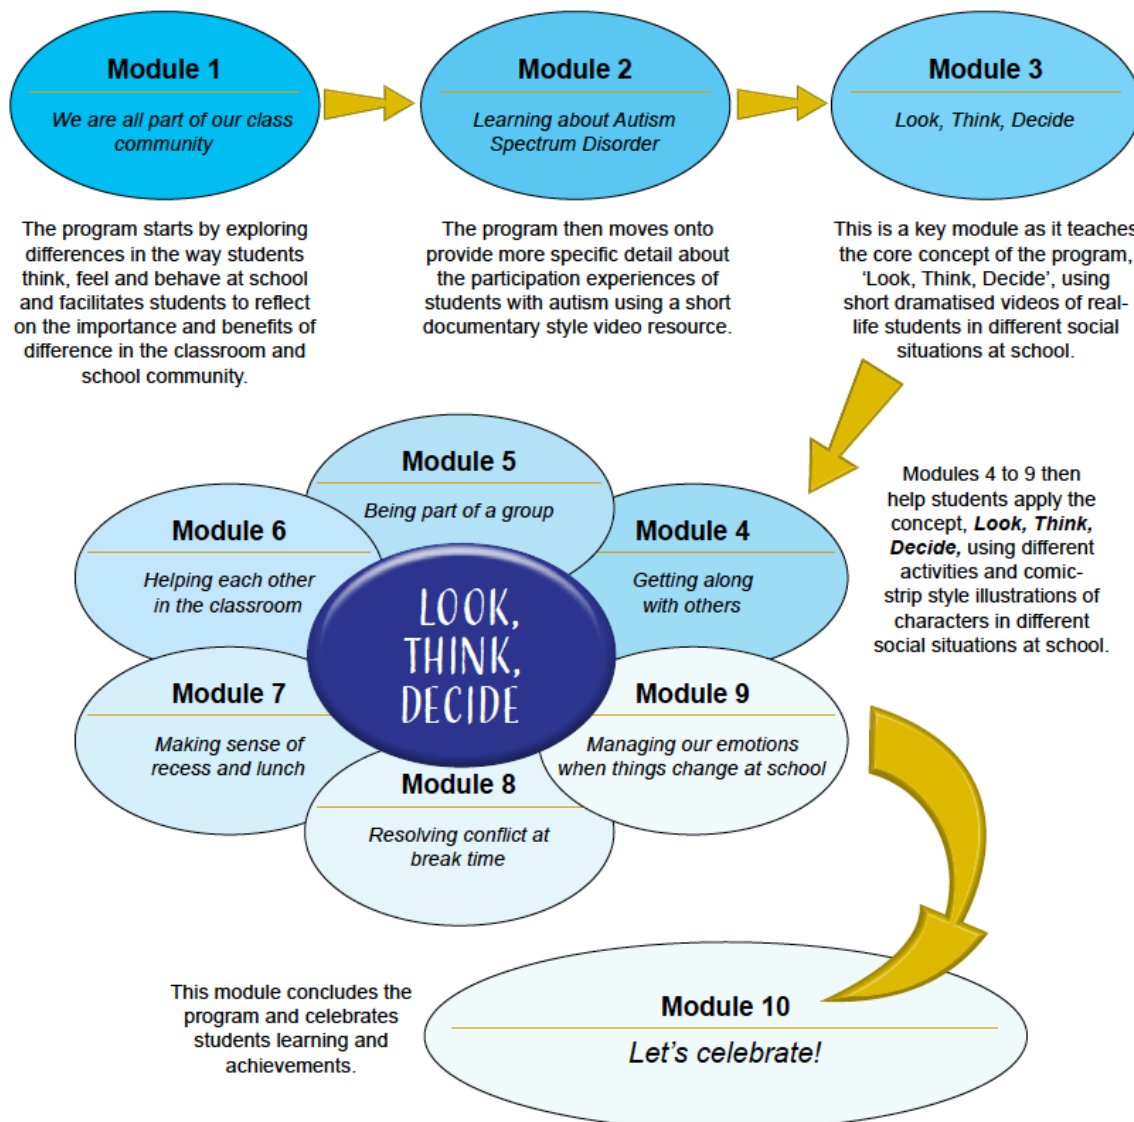 Module 1
We are all part of our class
community
Module 2
Learning about Autism
Spectrum Disorder
Module 3
Look, Think, Decide
The program starts by exploring
differences in the way students
think, feel and behave at school
and facilitates students to reflect
on the importance and benefits of
difference in the classroom and
school community.
The program then moves onto
provide more specific detail about
the participation experiences of
students with autism using a short
documentary style video resource.
This is a key module as it teaches
the core concept of the program,
‘Look, Think, Decide’, using
short dramatised videos of real-
life students in different social
situations at school.
Module 5
Being part of a group
Module 6
Helping each other
in the classroom
Module 4
Getting along
with others
Modules 4 to 9 then
help students apply the
concept, Look, Think,
Decide, using different
activities and comic-
strip style illustrations of
characters in different
social situations at school.
LOOK,
THINK,
DECIDE
Module 7
Making sense of
recess and lunch
Module 9
Managing our emotions
when things change at school
Module 8
Resolving conflict at
break time
This module concludes the
program and celebrates
students learning and
achievements.
Module 10
Let’s celebrate!